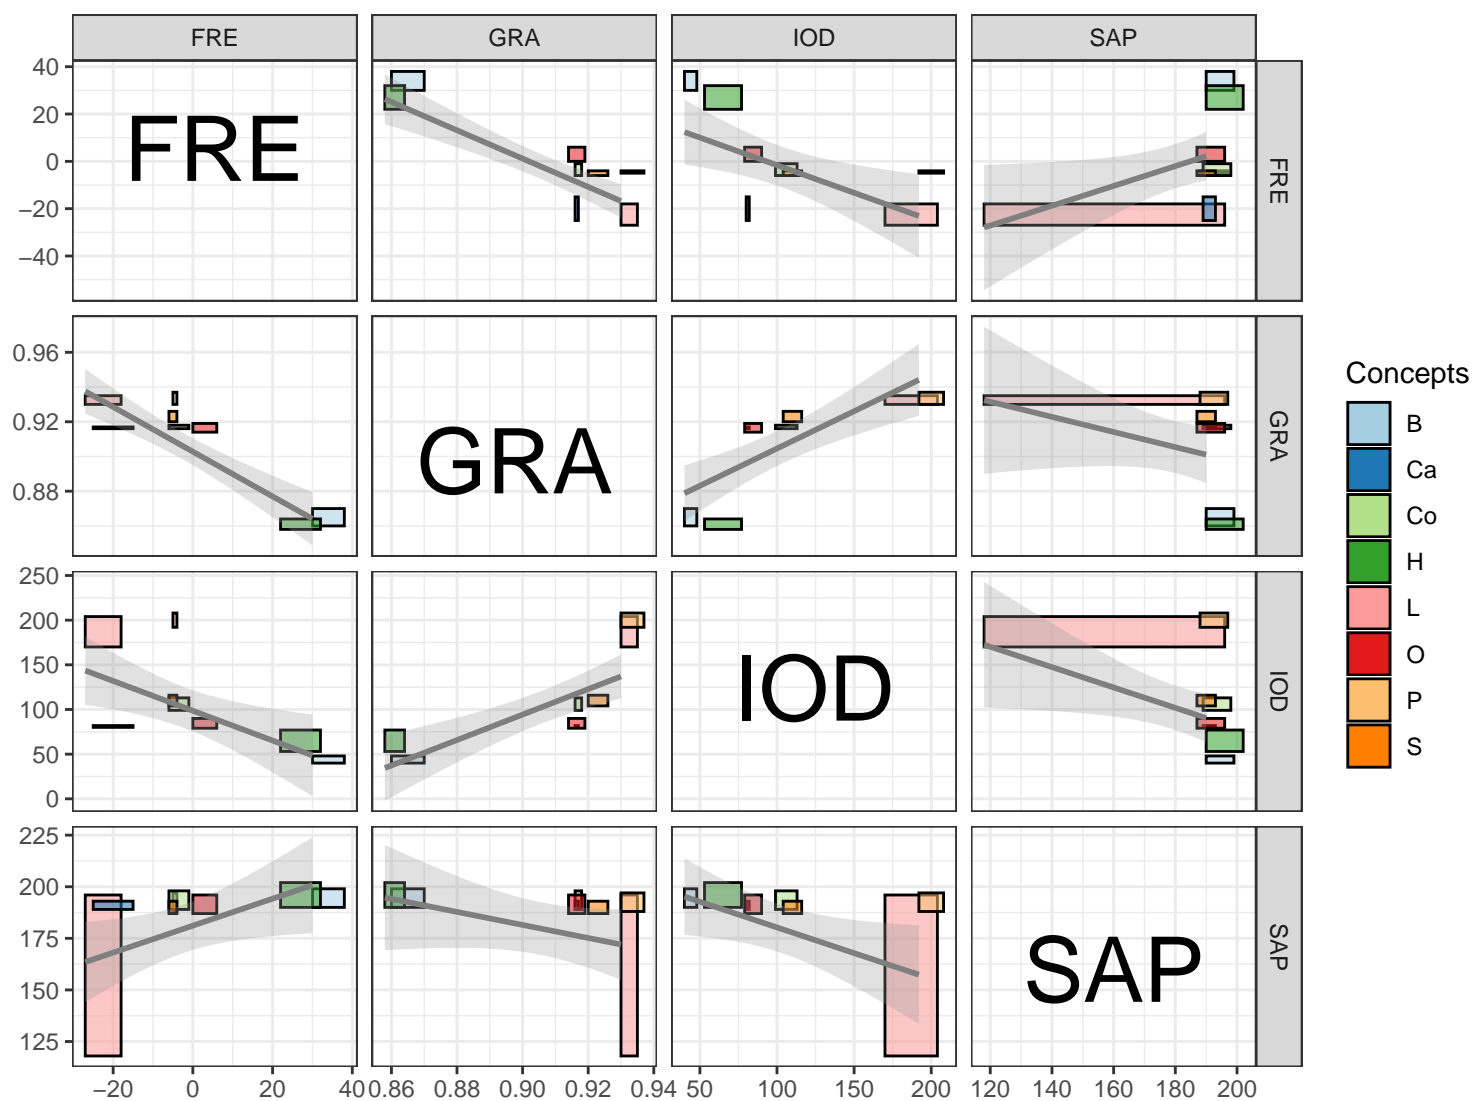 FRE GRA IOD SAP
40
20
0
−20
−40
FRE
FRE
0.96
0.92
0.88
GRA
GRA
250
200
150
100
50
0
IOD
IOD
225
200
175
150
125
SAP
SAP
−20 0 20 40 0.86 0.88 0.90 0.92 0.94 50 100 150 200 120 140 160 180 200
Concepts
B
Ca
Co
H
L
O
P
S